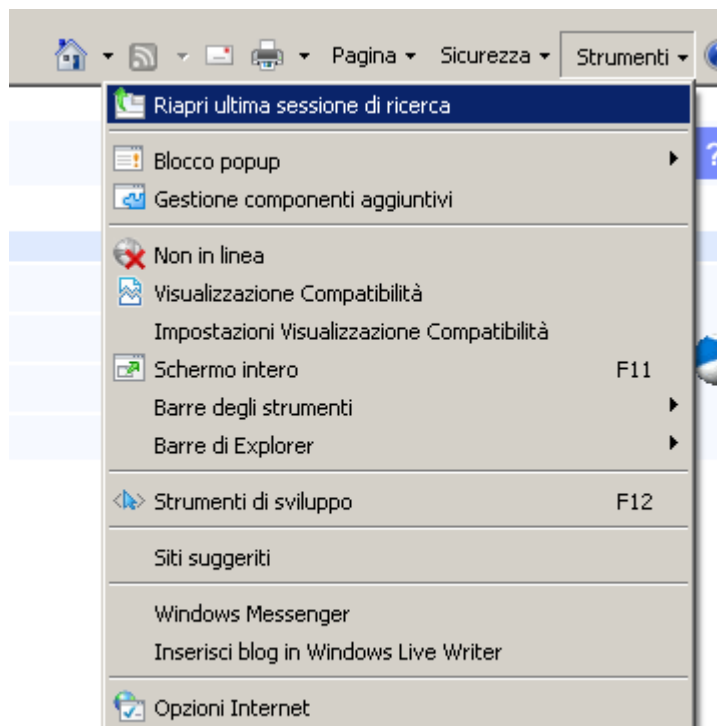 Pagina Sicurezza Strumenti
Riapri ultima sessione di ricerca
?
Blocco popup
Gestione componenti aggiuntivi
Non in linea
Visualizzazione Compatibilità
Impostazioni Visualizzazione Compatibilità
Schermo intero F11
Barre degli strumenti
Barre di Explorer
Strumenti di sviluppo F12
Siti suggeriti
Windows Messenger
Inserisci blog in Windows Live Writer
Opzioni Internet